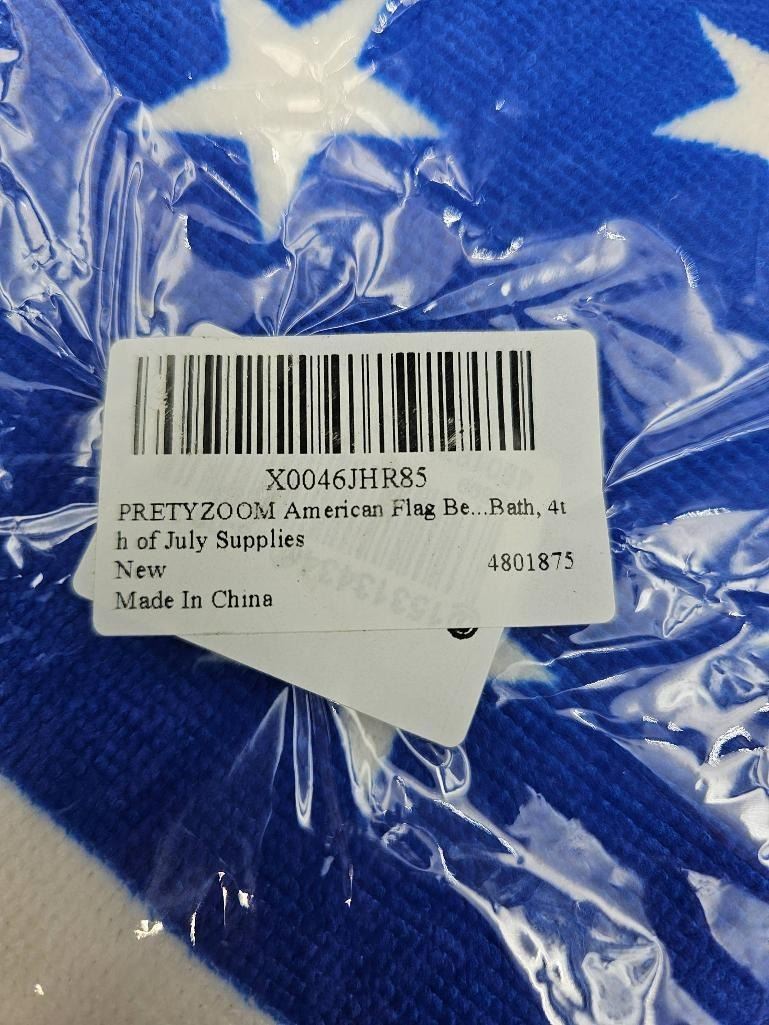 X0046JHR85
PRETYZOOM American Flag Be...Bath, 4t
h of July Supplies
New 4801875
Made In China